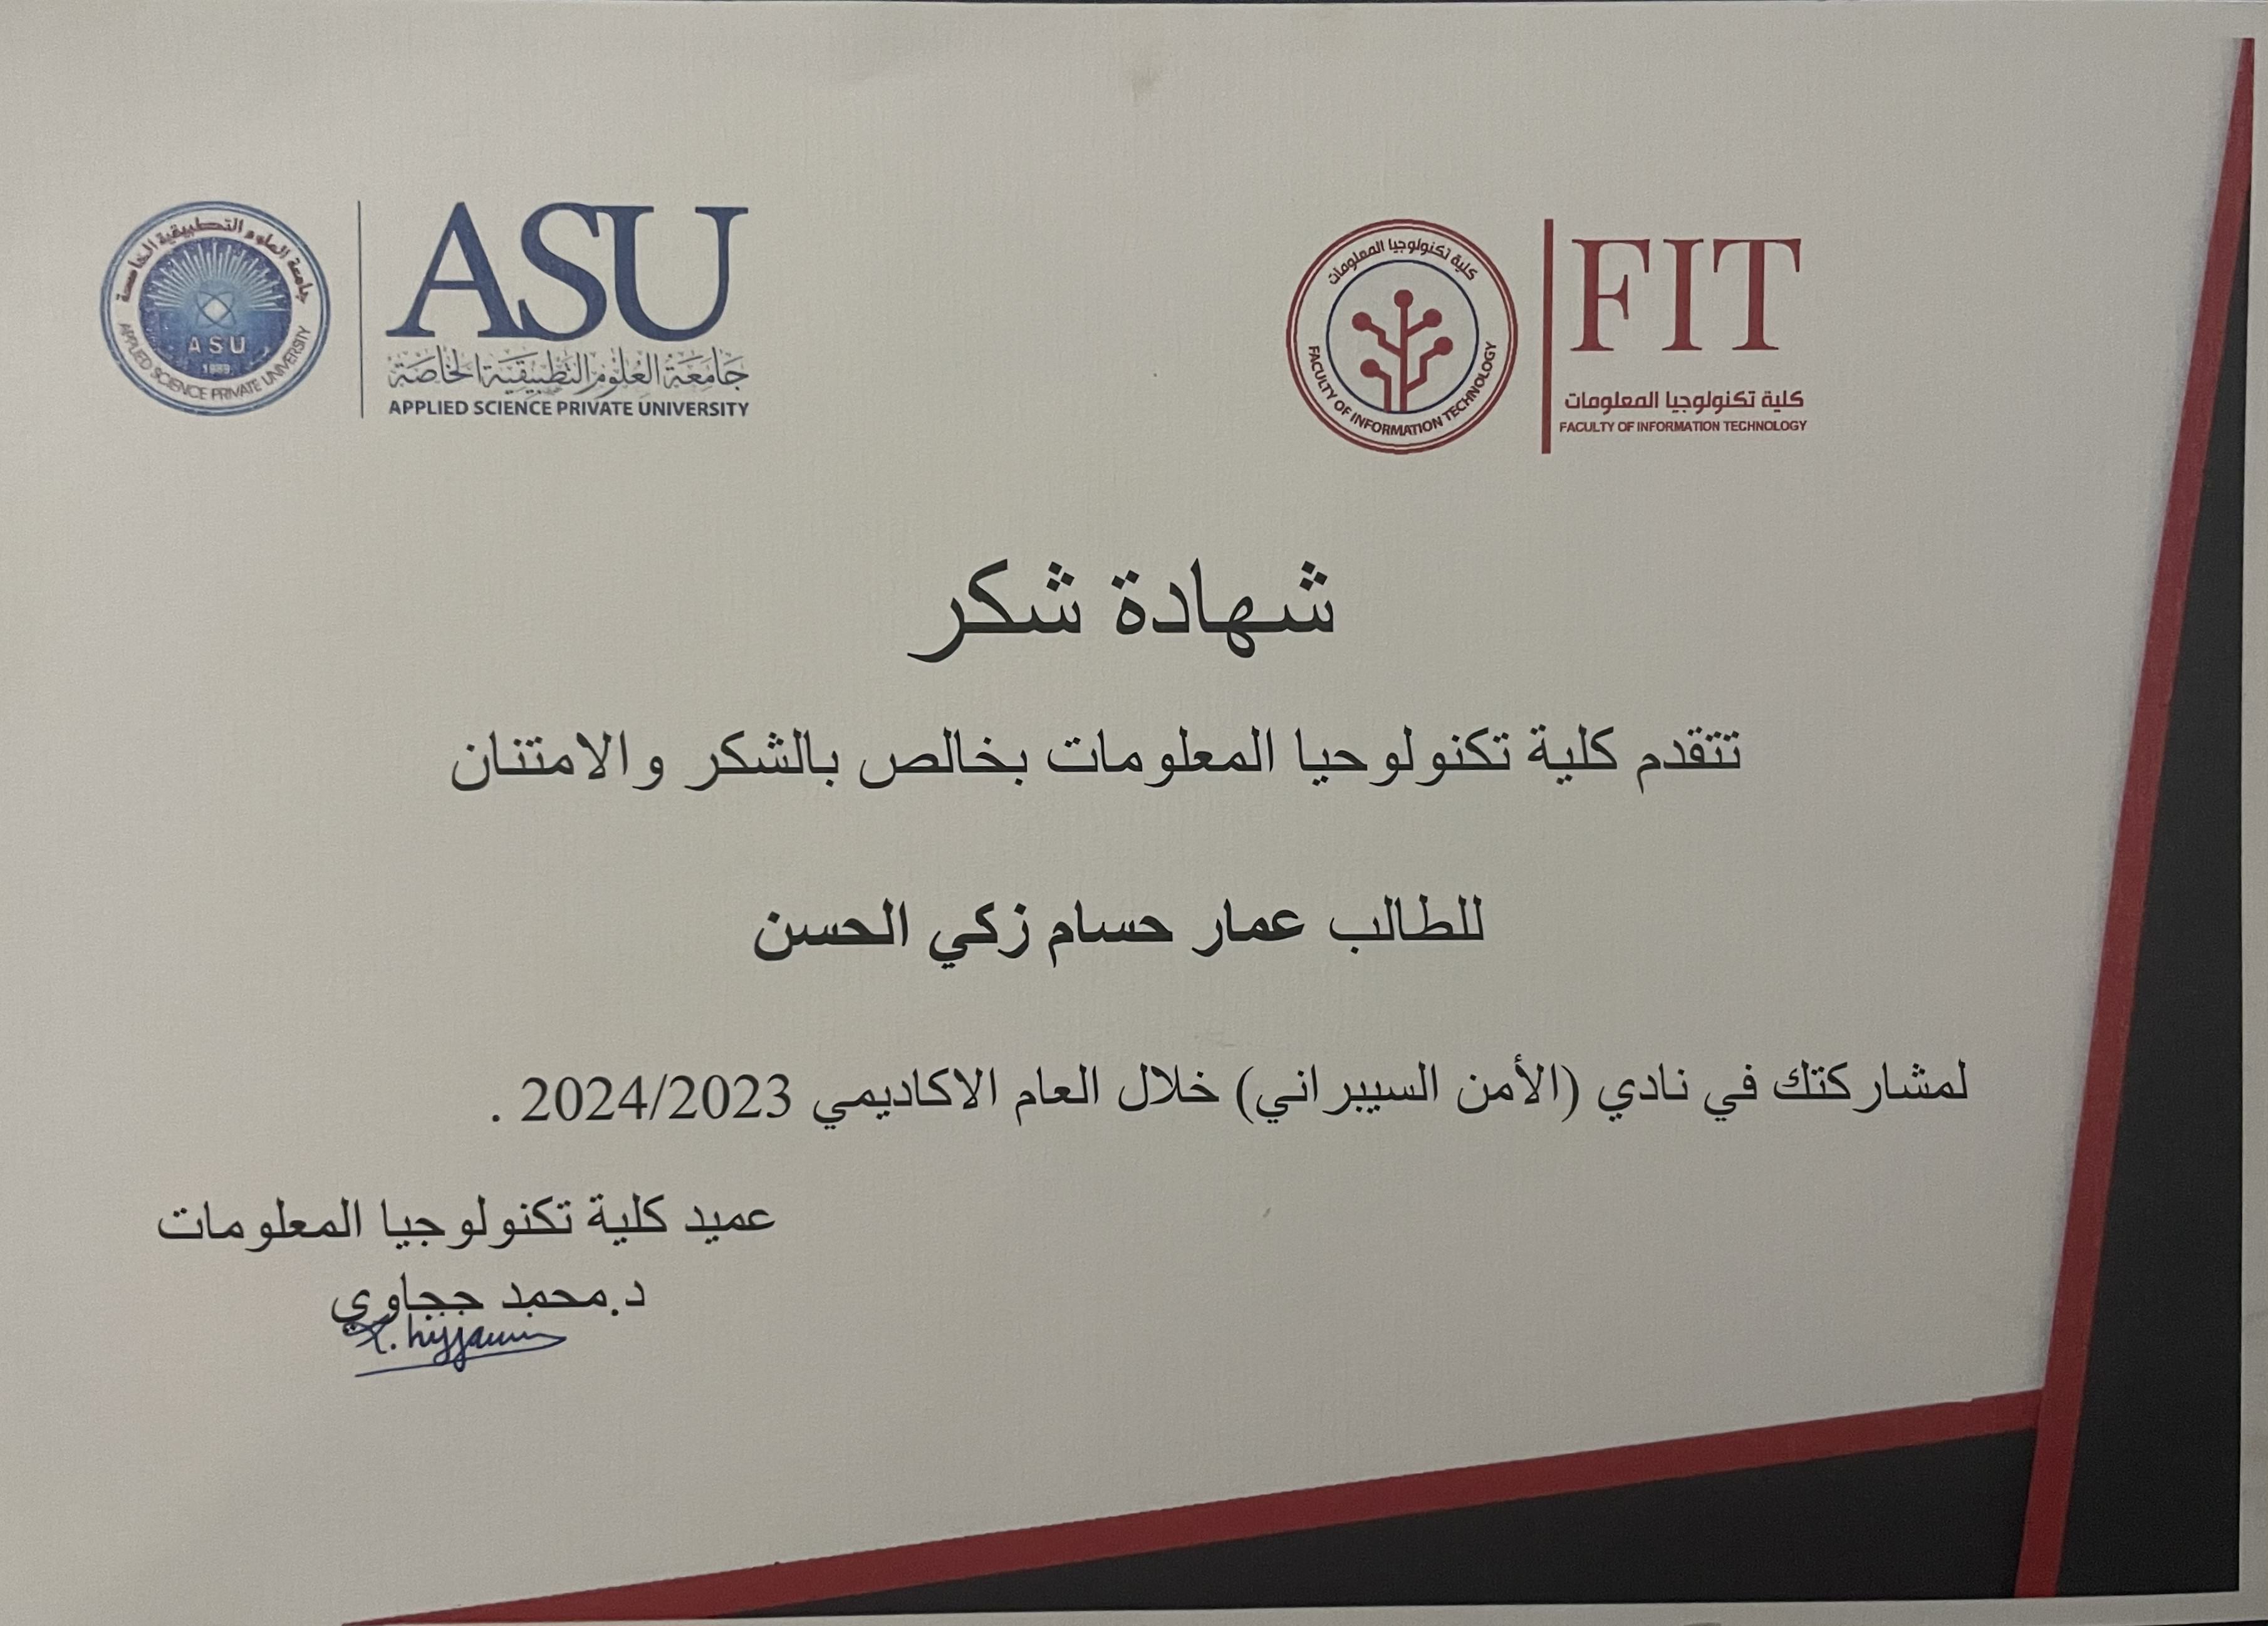 جامعة العلوم التطبيقية الخاصة
ASU
1989
APPLIED SCIENCE PRIVATE UNIVERSITY
ASU
جامعة العلوم التطبيقية الخاصة
APPLIED SCIENCE PRIVATE UNIVERSITY
كلية تكنولوجيا المعلومات
FACULTY OF INFORMATION TECHNOLOGY
FIT
كلية تكنولوجيا المعلومات
FACULTY OF INFORMATION TECHNOLOGY
شهادة شكر
تتقدم كلية تكنولوحيا المعلومات بخالص بالشكر والامتنان
للطالب عمار حسام زكي الحسن
لمشاركتك في نادي (الأمن السيبراني) خلال العام الاكاديمي 2024/2023 .
عميد كلية تكنولوجيا المعلومات
د.محمد حجاوي